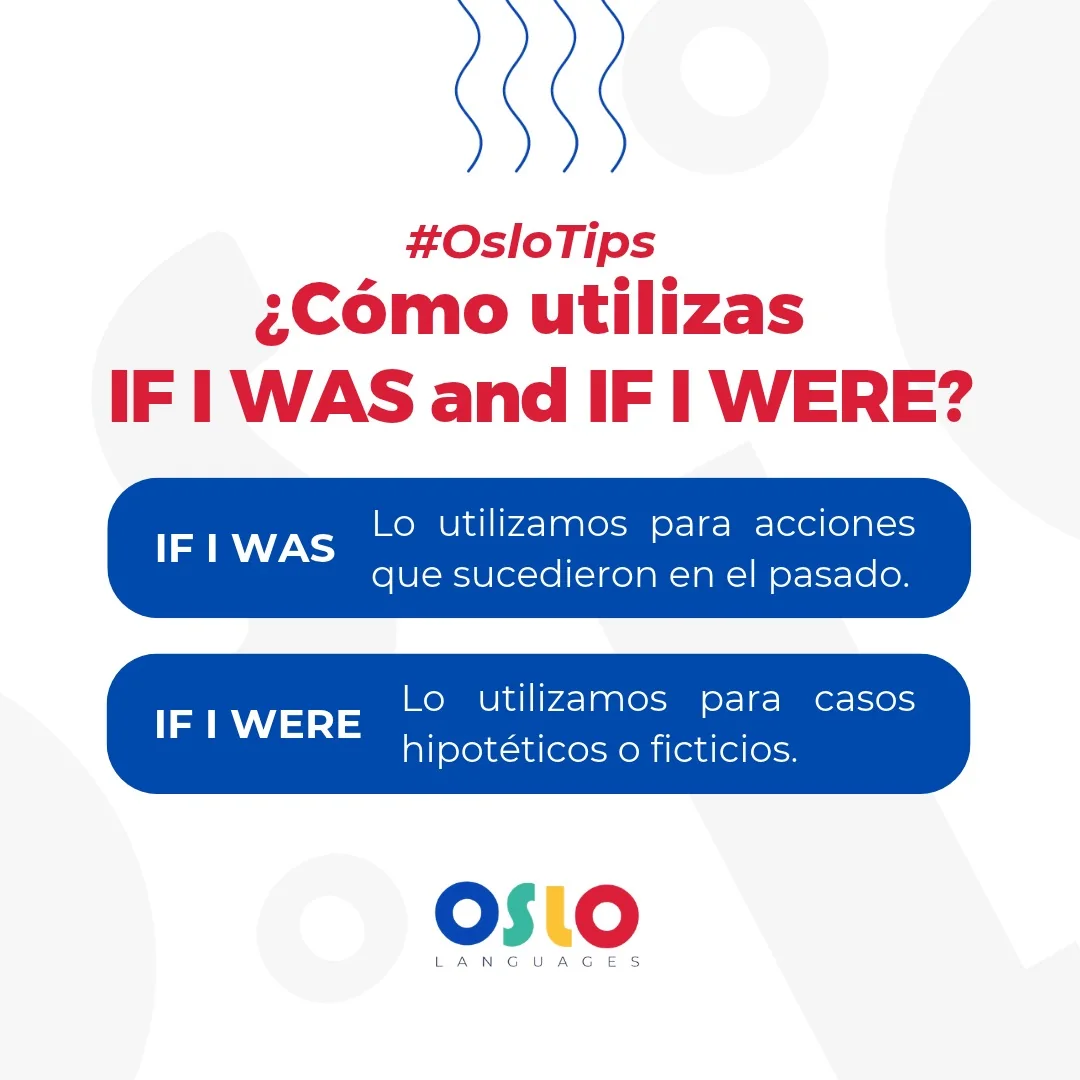 #OsloTips
¿Cómo utilizas
IF I WAS and IF I WERE?
IF I WAS
Lo utilizamos para acciones
que sucedieron en el pasado.
IF I WERE
Lo utilizamos para casos
hipotéticos o ficticios.
OSLO
LANGUAGES